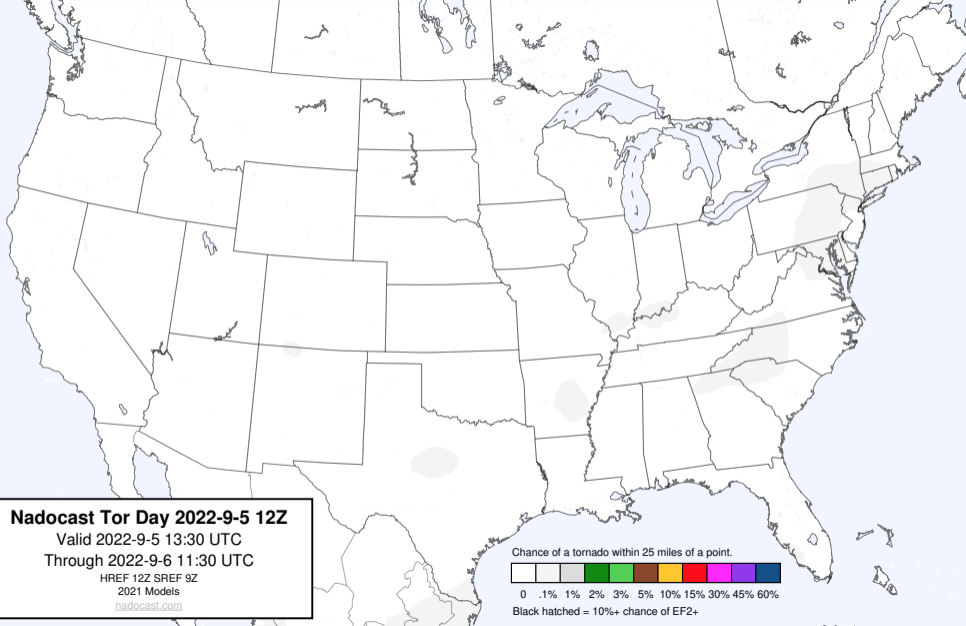 Nadocast Tor Day 2022-9-5 12Z
Valid 2022-9-5 13:30 UTC
Through 2022-9-6 11:30 UTC
HREF 12Z SREF 9Z
2021 Models
nadocast.com
Chance of a tornado within 25 miles of a point.
0 .1% 1% 2% 3% 5% 10% 15% 30% 45% 60%
Black hatched = 10%+ chance of EF2+